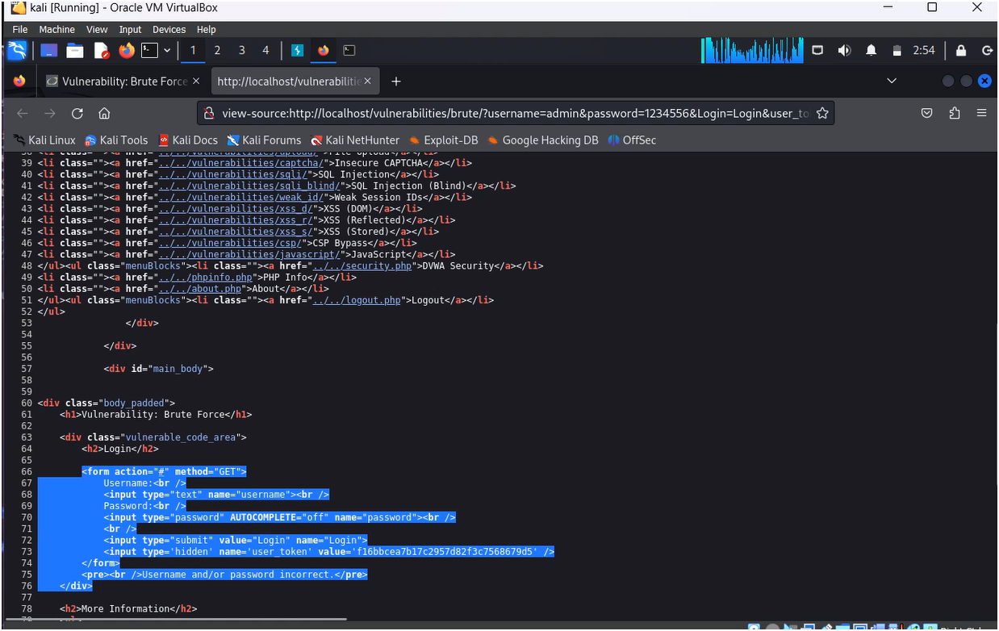 kali [Running] - Oracle VM VirtualBox
File Machine View Input Devices Help
1 2 3 4 2:54
Vulnerability: Brute Force http://localhost/vulnerabilitie
view-source:http://localhost/vulnerabilities/brute/?username=admin&password=1234556&Login=Login&user_to
Kali Linux Kali Tools Kali Docs Kali Forums Kali NetHunter Exploit-DB Google Hacking DB OffSec
38 <li class=""><a href="../../vulnerabilities/upload/">File Upload</a></li>
39 <li class=""><a href="../../vulnerabilities/captcha/">Insecure CAPTCHA</a></li>
40 <li class=""><a href="../../vulnerabilities/sqli/">SQL Injection</a></li>
41 <li class=""><a href="../../vulnerabilities/sqli_blind/">SQL Injection (Blind)</a></li>
42 <li class=""><a href="../../vulnerabilities/weak_id/">Weak Session IDs</a></li>
43 <li class=""><a href="../../vulnerabilities/xss_d/">XSS (DOM)</a></li>
44 <li class=""><a href="../../vulnerabilities/xss_r/">XSS (Reflected)</a></li>
45 <li class=""><a href="../../vulnerabilities/xss_s/">XSS (Stored)</a></li>
46 <li class=""><a href="../../vulnerabilities/csp/">CSP Bypass</a></li>
47 <li class=""><a href="../../vulnerabilities/javascript/">JavaScript</a></li>
48 </ul><ul class="menuBlocks"><li class=""><a href="../../security.php">DVWA Security</a></li>
49 <li class=""><a href="../../phpinfo.php">PHP Info</a></li>
50 <li class=""><a href="../../about.php">About</a></li>
51 </ul><ul class="menuBlocks"><li class=""><a href="../../logout.php">Logout</a></li>
52 </ul>
53 </div>
54
55 </div>
56
57 <div id="main_body">
58
59
60 <div class="body_padded">
61 <h1>Vulnerability: Brute Force</h1>
62
63 <div class="vulnerable_code_area">
64 <h2>Login</h2>
65
66 <form action="#" method="GET">
67 Username:<br />
68 <input type="text" name="username"><br />
69 Password:<br />
70 <input type="password" AUTOCOMPLETE="off" name="password"><br />
71 <br />
72 <input type="submit" value="Login" name="Login">
73 <input type='hidden' name='user_token' value='f16bbcea7b17c2957d82f3c7568679d5' />
74 </form>
75 <pre><br />Username and/or password incorrect.</pre>
76 </div>
77
78 <h2>More Information</h2>